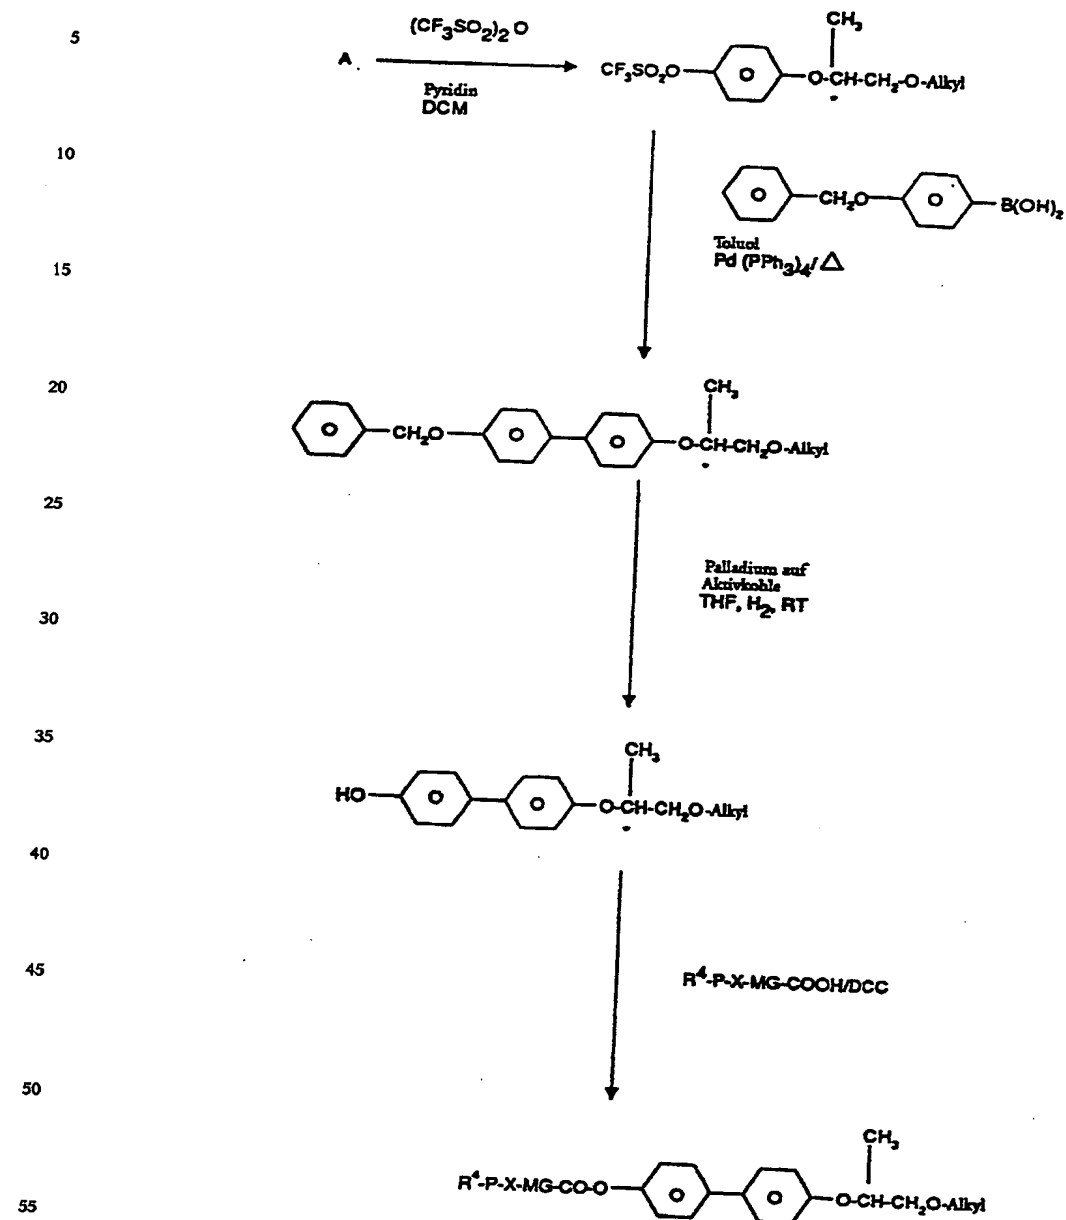 5
(CF3SO2)2 O
A
Pyridin
DCM
CH3
CF3SO2O O O-CH-CH2-O-Alkyl
10
O CH2O O B(OH)2
Toluol
Pd (PPh3)4/ Δ
15
20
CH3
O CH2O O O O-CH-CH2O-Alkyl
25
Palladium auf
Aktivkohle
THF, H2, RT
30
35
CH3
HO O O O-CH-CH2O-Alkyl
40
45
R4-P-X-MG-COOH/DCC
50
CH3
R4-P-X-MG-CO-O O O O-CH-CH2O-Alkyl
55